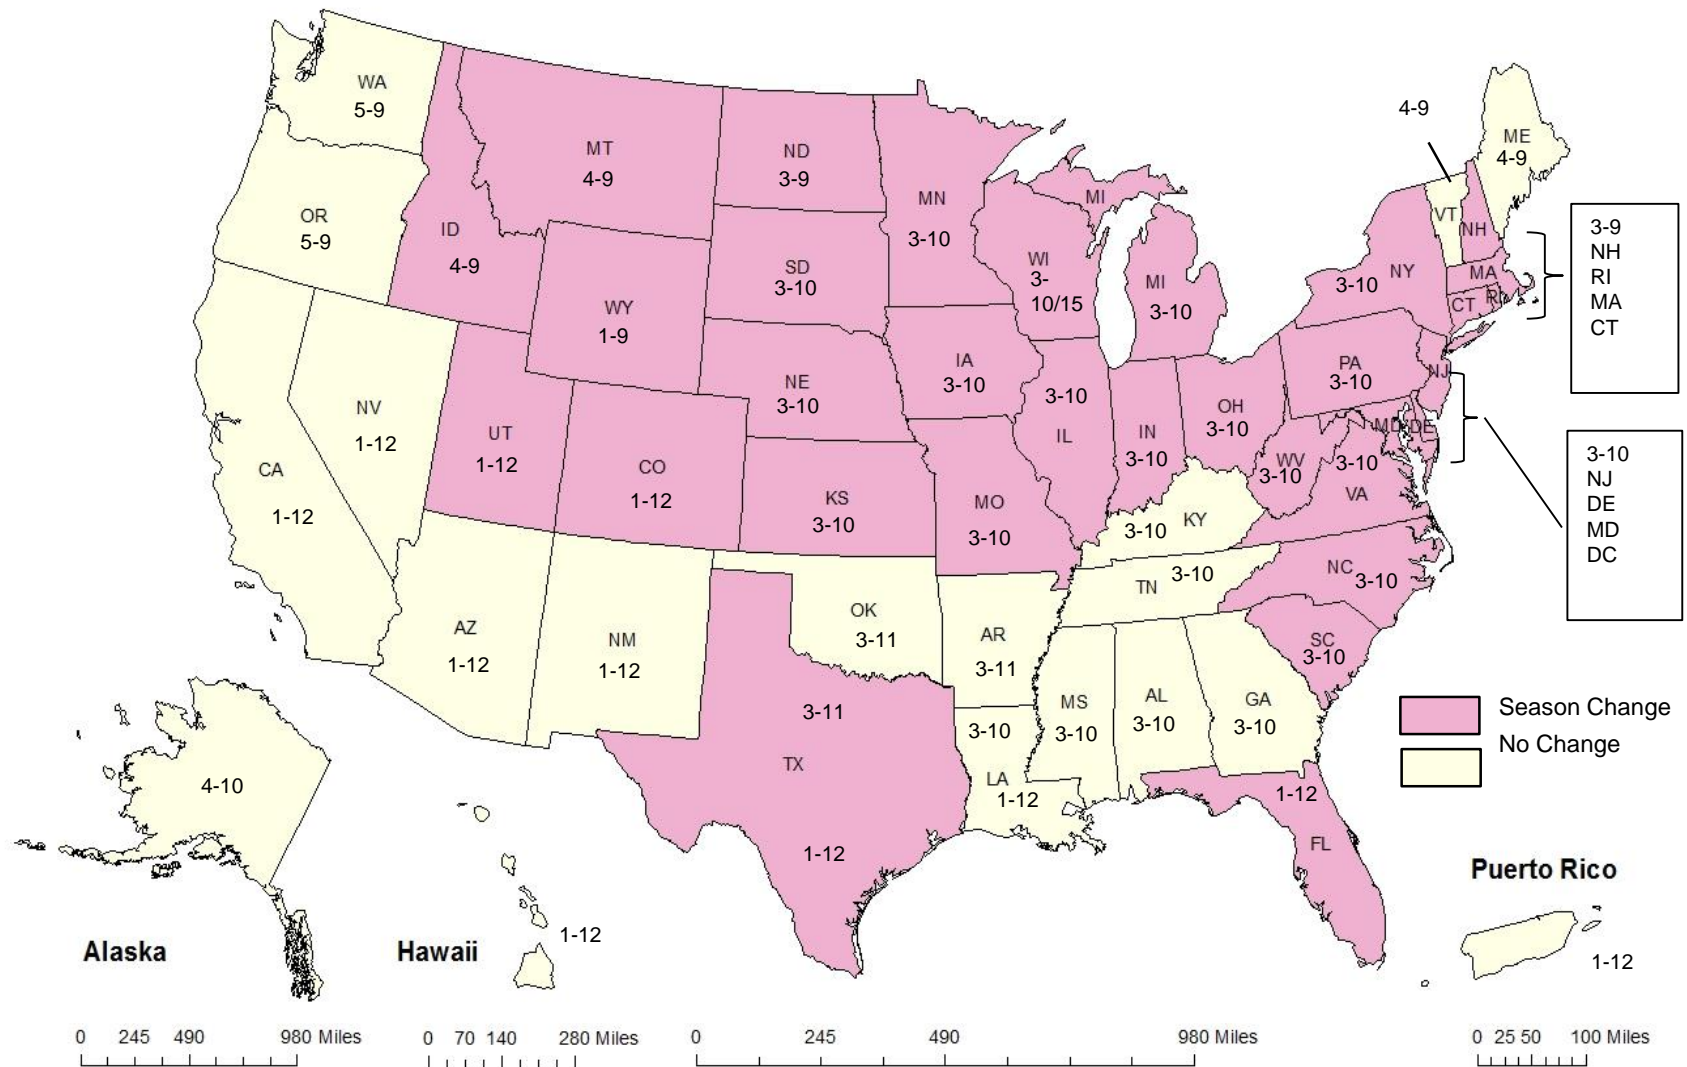 WA
5-9
OR
5-9
CA
1-12
NV
1-12
ID
4-9
MT
4-9
WY
1-9
UT
1-12
CO
1-12
AZ
1-12
NM
1-12
ND
3-9
SD
3-10
NE
3-10
KS
3-10
OK
3-11
3-11
TX
1-12
MN
3-10
IA
3-10
MO
3-10
AR
3-11
3-10
LA
1-12
WI
3-
10/15
3-10
IL
MI
MI
3-10
IN
3-10
OH
3-10
3-10 KY
TN 3-10
MS
3-10
AL
3-10
GA
3-10
1-12
FL
SC
3-10
NC 3-10
3-10
VA
WV
3-10
PA
3-10
3-10 NY
NJ
MD DE
4-9
VT
NH
ME
4-9
MA
CT RI
3-9
NH
RI
MA
CT
3-10
NJ
DE
MD
DC
Season Change
No Change
4-10
Alaska
Hawaii
1-12
Puerto Rico
1-12
0 245 490 980 Miles
0 70 140 280 Miles
0 245 490 980 Miles
0 25 50 100 Miles